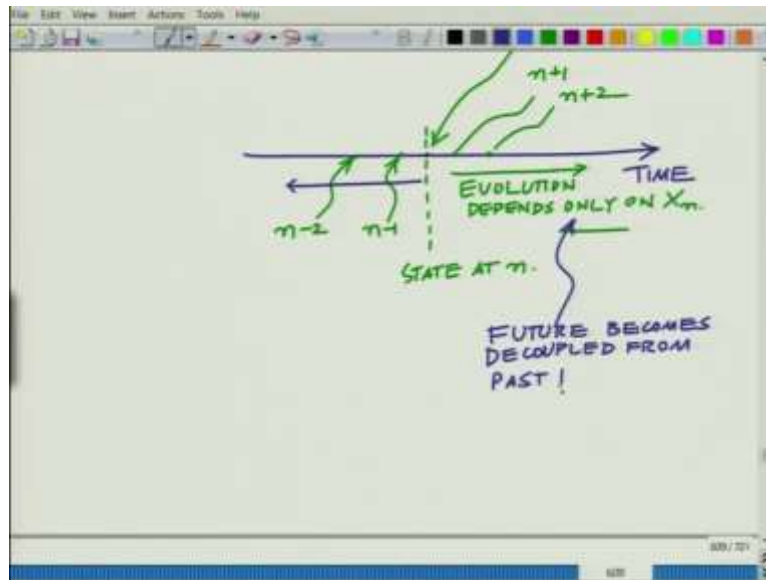 File Edit View Insert Actions Tools Help
n+1
n+2
TIME
EVOLUTION
DEPENDS ONLY ON Xn.
n-2
n-1
STATE AT n.
FUTURE BECOMES
DECOUPLED FROM
PAST !